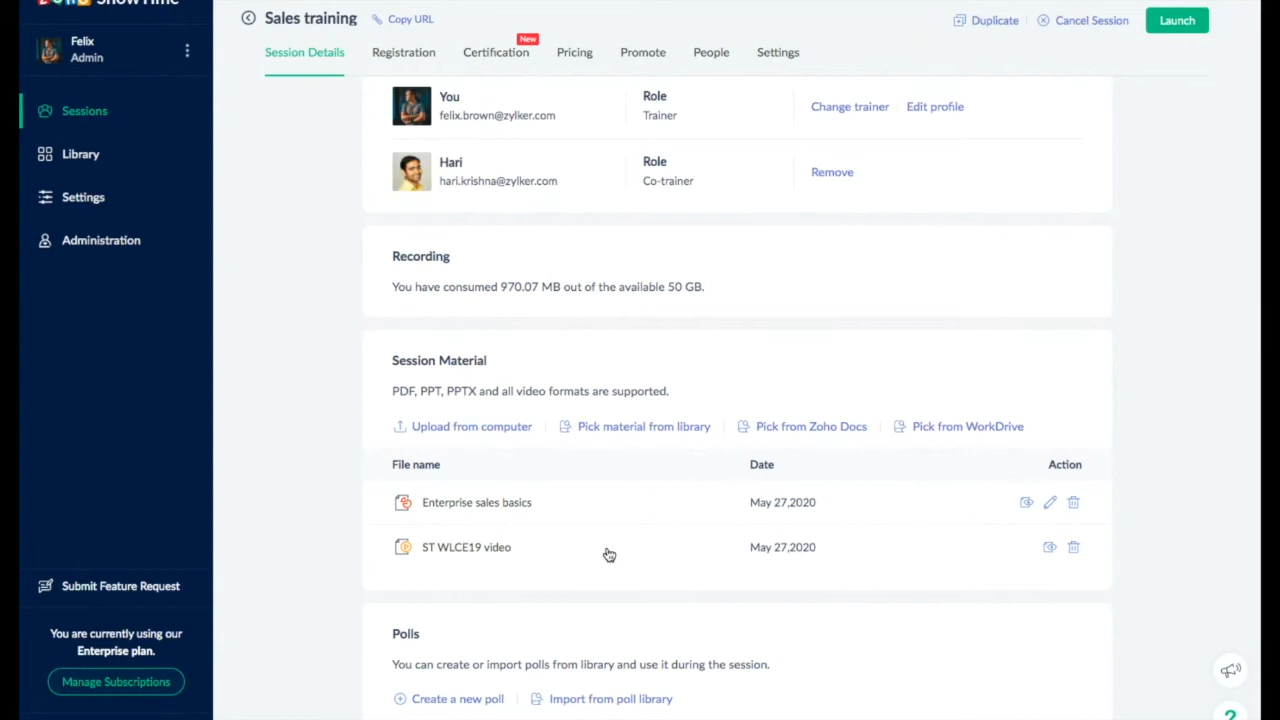 ZOHO ShowTime
Felix
Admin
Sessions
Library
Settings
Administration
Submit Feature Request
You are currently using our
Enterprise plan.
Manage Subscriptions
Sales training
Copy URL
Duplicate
Cancel Session
Launch
Session Details
Registration
Certification
New
Pricing
Promote
People
Settings
You
felix.brown@zylker.com
Role
Trainer
Change trainer
Edit profile
Hari
hari.krishna@zylker.com
Role
Co-trainer
Remove
Recording
You have consumed 970.07 MB out of the available 50 GB.
Session Material
PDF, PPT, PPTX and all video formats are supported.
Upload from computer
Pick material from library
Pick from Zoho Docs
Pick from WorkDrive
File name
Date
Action
Enterprise sales basics
May 27,2020
ST WLCE19 video
May 27,2020
Polls
You can create or import polls from library and use it during the session.
Create a new poll
Import from poll library
?